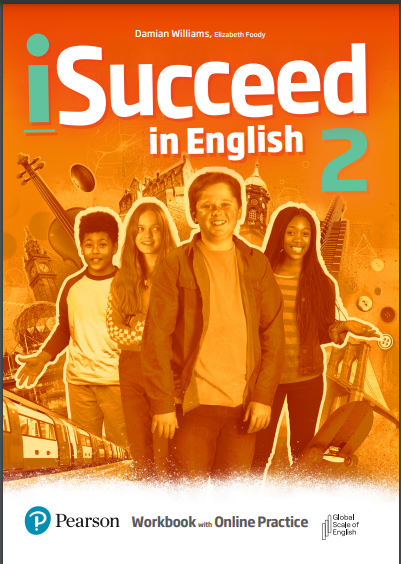 Damian Williams, Elizabeth Foody
iSucceed
in English 2
Pearson
Workbook with Online Practice
Global
Scale of
English